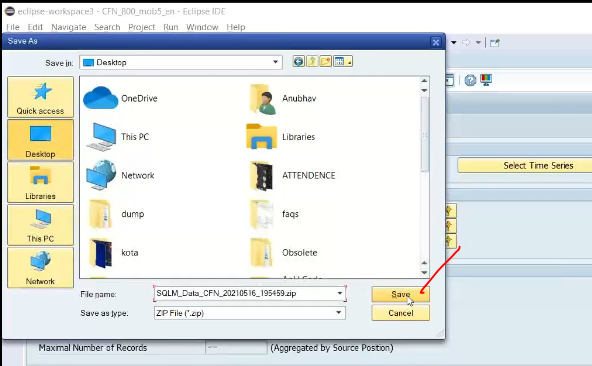 eclipse-workspace3 - CFN_800_mob5_en - Eclipse IDE
File Edit Navigate Search Project Run Window Help
Save As
Save in: Desktop
Quick access
Desktop
Libraries
This PC
Network
OneDrive Anubhav
This PC Libraries
Network ATTENDENCE
dump faqs
kota Obsolete
Select Time Series
File name: SQLM_Data_CFN_20210516_195459.zip Save
Save as type: ZIP File (*.zip) Cancel
Maximal Number of Records -- (Aggregated by Source Postion)